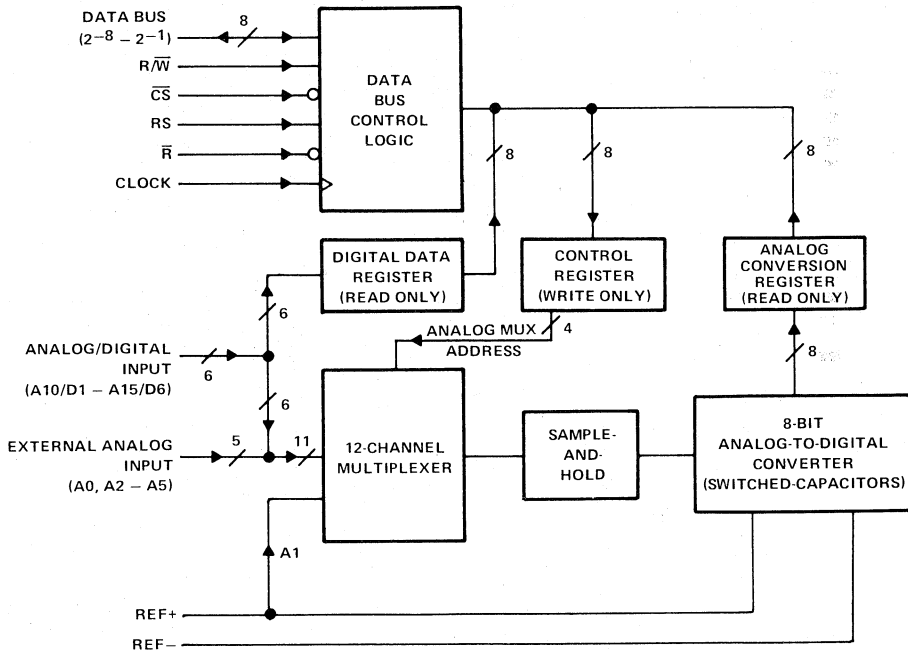 DATA BUS
(2⁻⁸ – 2⁻¹)
8
R/W̅
C̅S̅
RS
R̅
CLOCK
DATA
BUS
CONTROL
LOGIC
8
8
8
DIGITAL DATA
REGISTER
(READ ONLY)
CONTROL
REGISTER
(WRITE ONLY)
ANALOG
CONVERSION
REGISTER
(READ ONLY)
6
ANALOG MUX
ADDRESS
4
8
ANALOG/DIGITAL
INPUT
(A10/D1 – A15/D6)
6
6
EXTERNAL ANALOG
INPUT
(A0, A2 – A5)
5
11
12-CHANNEL
MULTIPLEXER
SAMPLE-
AND-
HOLD
8-BIT
ANALOG-TO-DIGITAL
CONVERTER
(SWITCHED-CAPACITORS)
A1
REF+
REF–